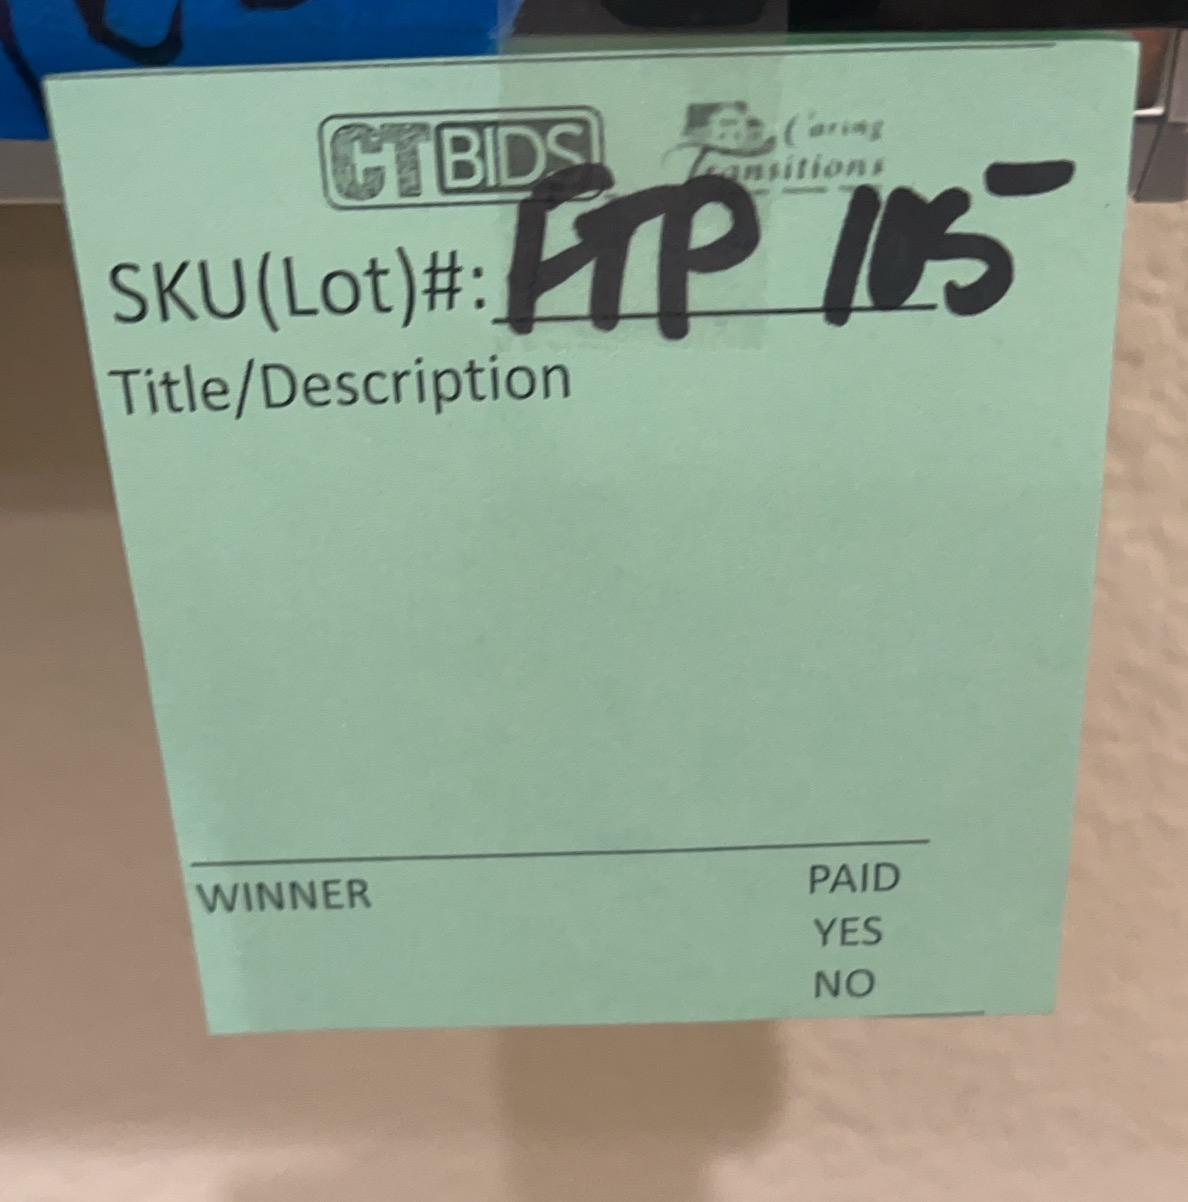 CTBIDS Caring
Transitions
SKU(Lot)#: FTP 105
Title/Description
WINNER PAID
YES
NO